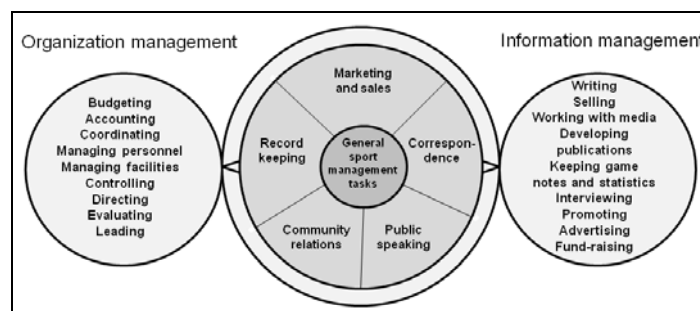 Organization management
Budgeting
Accounting
Coordinating
Managing personnel
Managing facilities
Controlling
Directing
Evaluating
Leading
Marketing
and sales
Record
keeping
General
sport
management
tasks
Correspon-
dence
Community
relations
Public
speaking
Information management
Writing
Selling
Working with media
Developing
publications
Keeping game
notes and statistics
Interviewing
Promoting
Advertising
Fund-raising